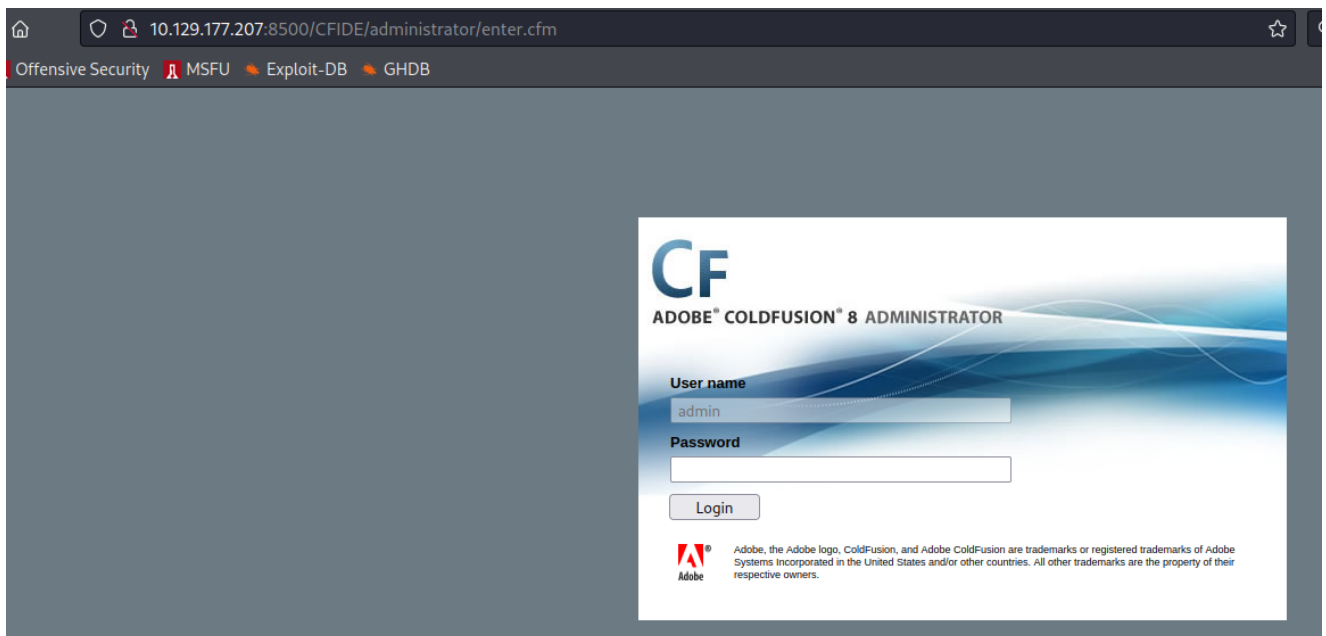 10.129.177.207:8500/CFIDE/administrator/enter.cfm
Offensive Security MSFU Exploit-DB GHDB
CF
ADOBE® COLDFUSION® 8 ADMINISTRATOR
User name
admin
Password
Login
Adobe, the Adobe logo, ColdFusion, and Adobe ColdFusion are trademarks or registered trademarks of Adobe
Systems Incorporated in the United States and/or other countries. All other trademarks are the property of their
respective owners.
Adobe